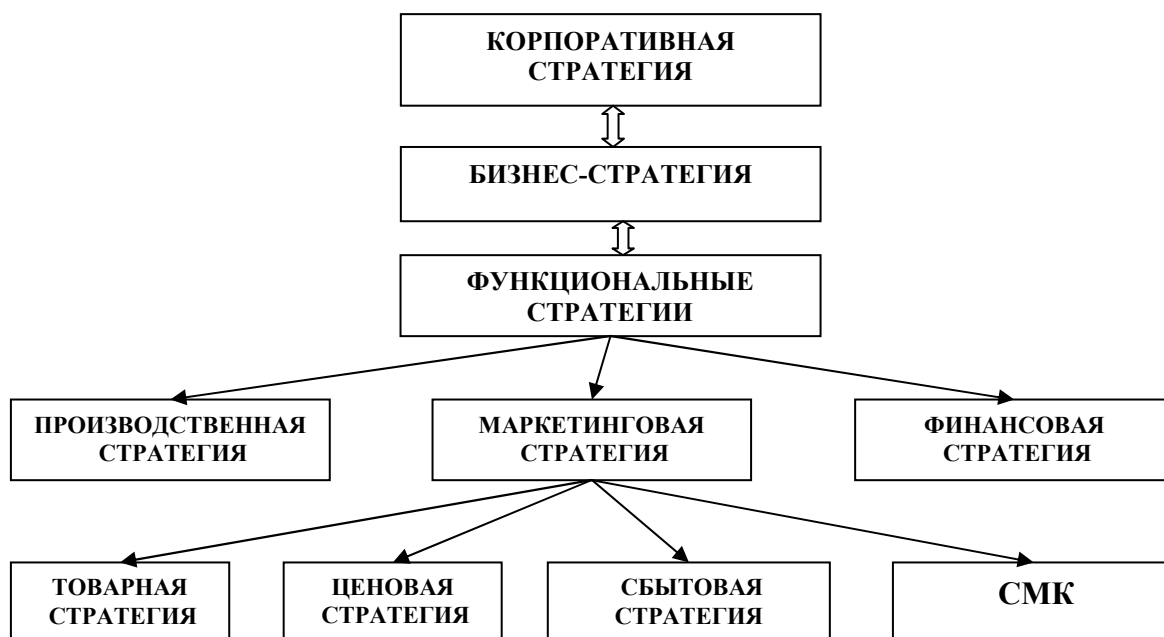 КОРПОРАТИВНАЯ
СТРАТЕГИЯ
БИЗНЕС-СТРАТЕГИЯ
ФУНКЦИОНАЛЬНЫЕ
СТРАТЕГИИ
ПРОИЗВОДСТВЕННАЯ
СТРАТЕГИЯ
МАРКЕТИНГОВАЯ
СТРАТЕГИЯ
ФИНАНСОВАЯ
СТРАТЕГИЯ
ТОВАРНАЯ
СТРАТЕГИЯ
ЦЕНОВАЯ
СТРАТЕГИЯ
СБЫТОВАЯ
СТРАТЕГИЯ
СМК